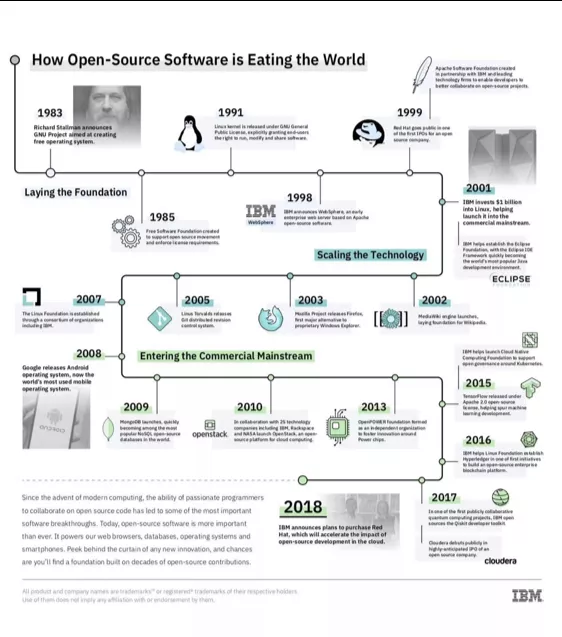 How Open-Source Software is Eating the World
Apache Software Foundation created
in partnership with IBM and leading
technology firms to enable developers to
better collaborate on open-source projects.
1983
Richard Stallman announces
GNU Project aimed at creating
free operating system.
1991
Linux kernel is released under GNU General
Public License, explicitly granting end-users
the right to run, modify and share software.
1999
Red Hat goes public in one
of the first IPOs for an open
source company.
Laying the Foundation
1985
Free Software Foundation created
to support open source movement
and enforce license requirements.
IBM
WebSphere
1998
IBM announces WebSphere, an early
enterprise web server based on Apache
open-source software.
2001
IBM invests $1 billion
into Linux, helping
launch it into the
commercial mainstream.
IBM helps establish the Eclipse
Foundation, with the Eclipse IDE
Framework quickly becoming
the world's most popular Java
development environment.
ECLIPSE
Scaling the Technology
2007
The Linux Foundation is established
through a consortium of organizations
including IBM.
2005
Linus Torvalds releases
Git distributed revision
control system.
2003
Mozilla Project releases Firefox,
first major alternative to
proprietary Windows Explorer.
2002
MediaWiki engine launches,
laying foundation for Wikipedia.
2008
Google releases Android
operating system, now the
world's most used mobile
operating system.
ANDROID
Entering the Commercial Mainstream
2009
MongoDB launches, quickly
becoming among the most
popular NoSQL open-source
databases in the world.
openstack
2010
In collaboration with 25 technology
companies including IBM, Rackspace
and NASA launch OpenStack, an open-
source platform for cloud computing.
2013
OpenPOWER foundation formed
as an independent organization
to foster innovation around
Power chips.
IBM helps launch Cloud Native
Computing Foundation to support
open governance around Kubernetes.
2015
TensorFlow released under
Apache 2.0 open-source
license, helping spur machine
learning development.
2016
IBM helps Linux Foundation establish
Hyperledger in one of first initiatives
to build an open-source enterprise
blockchain platform.
2017
In one of the first publicly collaborative
quantum computing projects, IBM open
sources the Qiskit developer toolkit
Cloudera debuts publicly in
highly-anticipated IPO of an
open source company.
cloudera
2018
IBM announces plans to purchase Red
Hat, which will accelerate the impact of
open-source development in the cloud.
Since the advent of modern computing, the ability of passionate programmers
to collaborate on open source code has led to some of the most important
software breakthroughs. Today, open-source software is more important
than ever. It powers our web browsers, databases, operating systems and
smartphones. Peek behind the curtain of any new innovation, and chances
are you'll find a foundation built on decades of open-source contributions.
All product and company names are trademarks™ or registered® trademarks of their respective holders.
Use of them does not imply any affiliation with or endorsement by them.
IBM